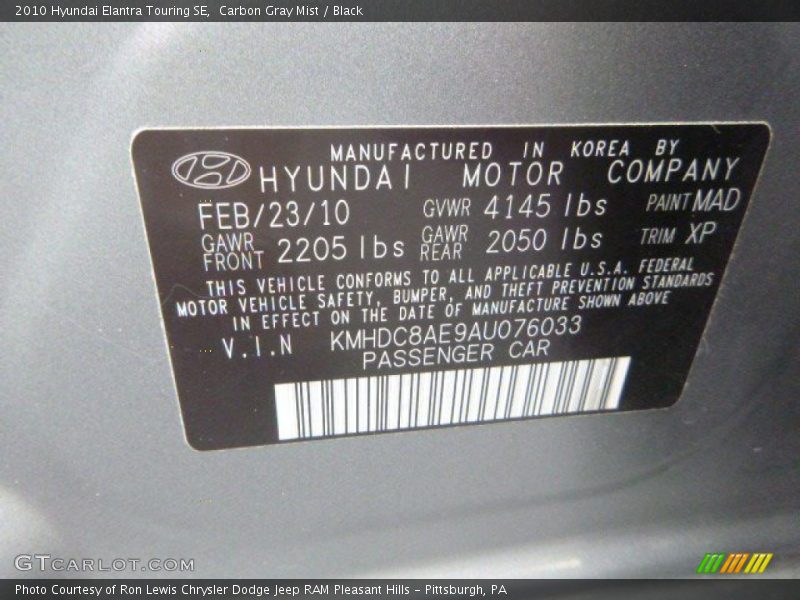 2010 Hyundai Elantra Touring SE,  Carbon Gray Mist / Black
MANUFACTURED IN KOREA BY
HYUNDAI MOTOR COMPANY
FEB/23/10 GVWR 4145 lbs PAINT MAD
GAWR FRONT 2205 lbs GAWR REAR 2050 lbs TRIM XP
THIS VEHICLE CONFORMS TO ALL APPLICABLE U.S.A. FEDERAL
MOTOR VEHICLE SAFETY, BUMPER, AND THEFT PREVENTION STANDARDS
IN EFFECT ON THE DATE OF MANUFACTURE SHOWN ABOVE
V.I.N KMHDC8AE9AU076033
PASSENGER CAR
GTCARLOT.COM
Photo Courtesy of Ron Lewis Chrysler Dodge Jeep RAM Pleasant Hills - Pittsburgh, PA